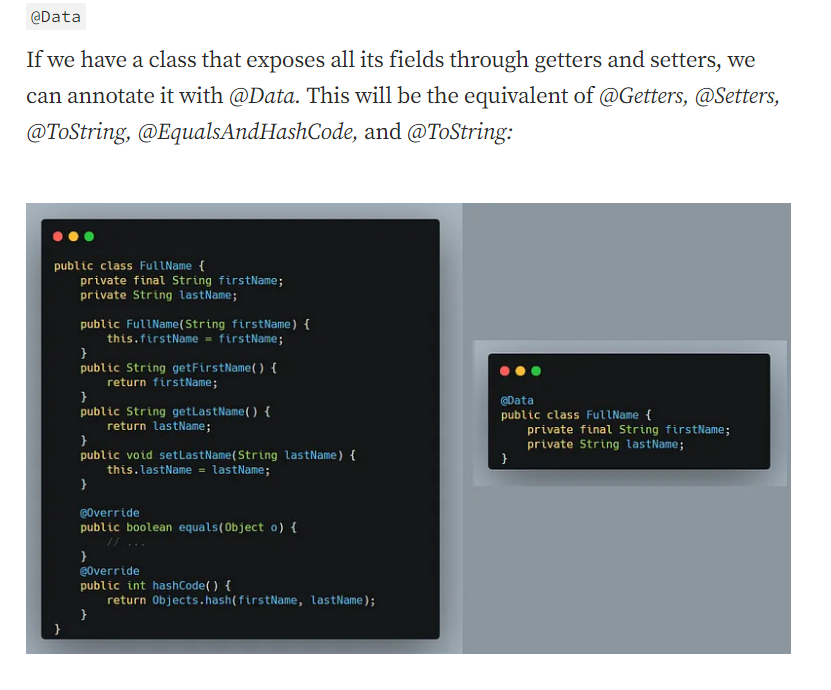 @Data
If we have a class that exposes all its fields through getters and setters, we
can annotate it with @Data. This will be the equivalent of @Getters, @Setters,
@ToString, @EqualsAndHashCode, and @ToString:
public class FullName {
    private final String firstName;
    private String lastName;

    public FullName(String firstName) {
        this.firstName = firstName;
    }
    public String getFirstName() {
        return firstName;
    }
    public String getLastName() {
        return lastName;
    }
    public void setLastName(String lastName) {
        this.lastName = lastName;
    }

    @Override
    public boolean equals(Object o) {
        // ...
    }
    @Override
    public int hashCode() {
        return Objects.hash(firstName, lastName);
    }
}
@Data
public class FullName {
    private final String firstName;
    private String lastName;
}